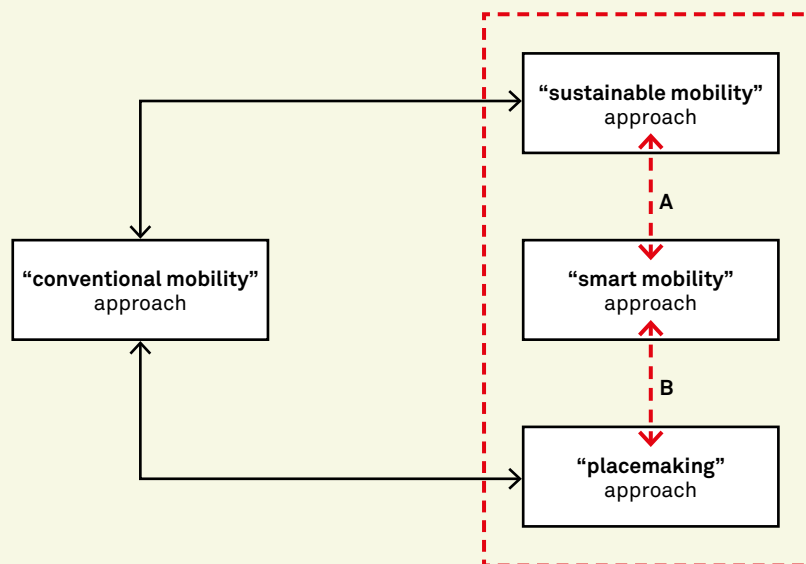 “sustainable mobility”
approach
A
“conventional mobility”
approach
“smart mobility”
approach
B
“placemaking”
approach